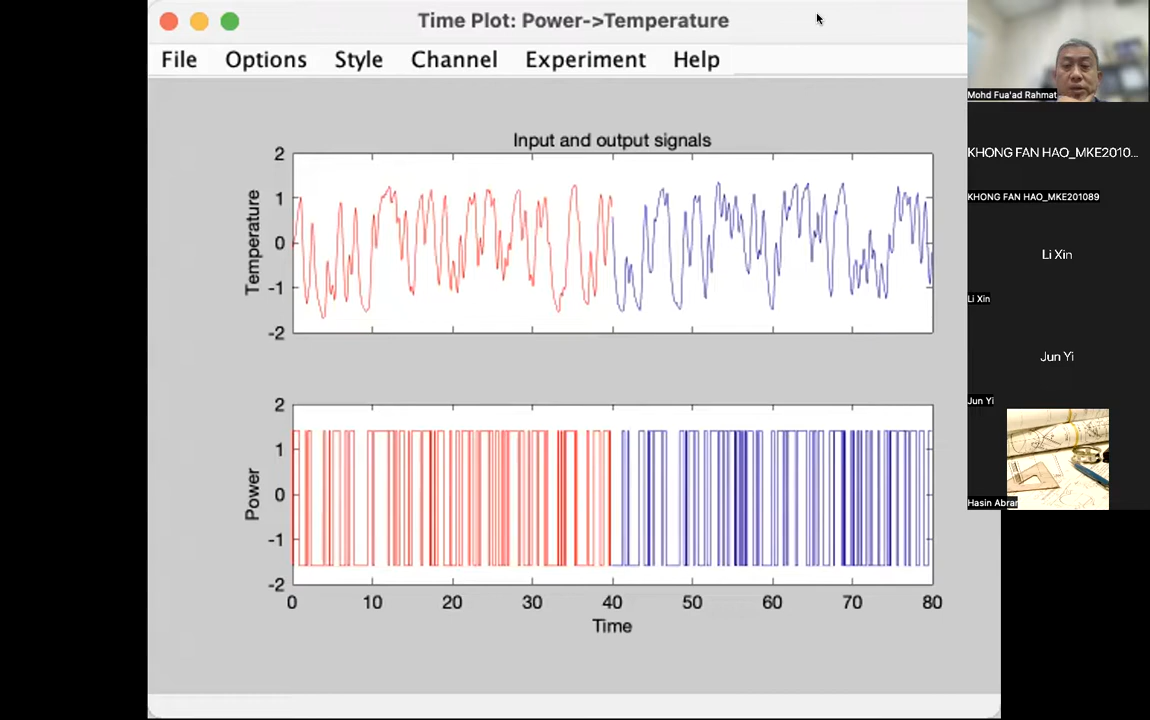 Time Plot: Power->Temperature
File Options Style Channel Experiment Help
Input and output signals
Temperature
2
1
0
-1
-2
Power
2
1
0
-1
-2
0 10 20 30 40 50 60 70 80
Time
Mohd Fua'ad Rahmat
KHONG FAN HAO_MKE2010...
KHONG FAN HAO_MKE201089
Li Xin
Li Xin
Jun Yi
Jun Yi
Hasin Abrar